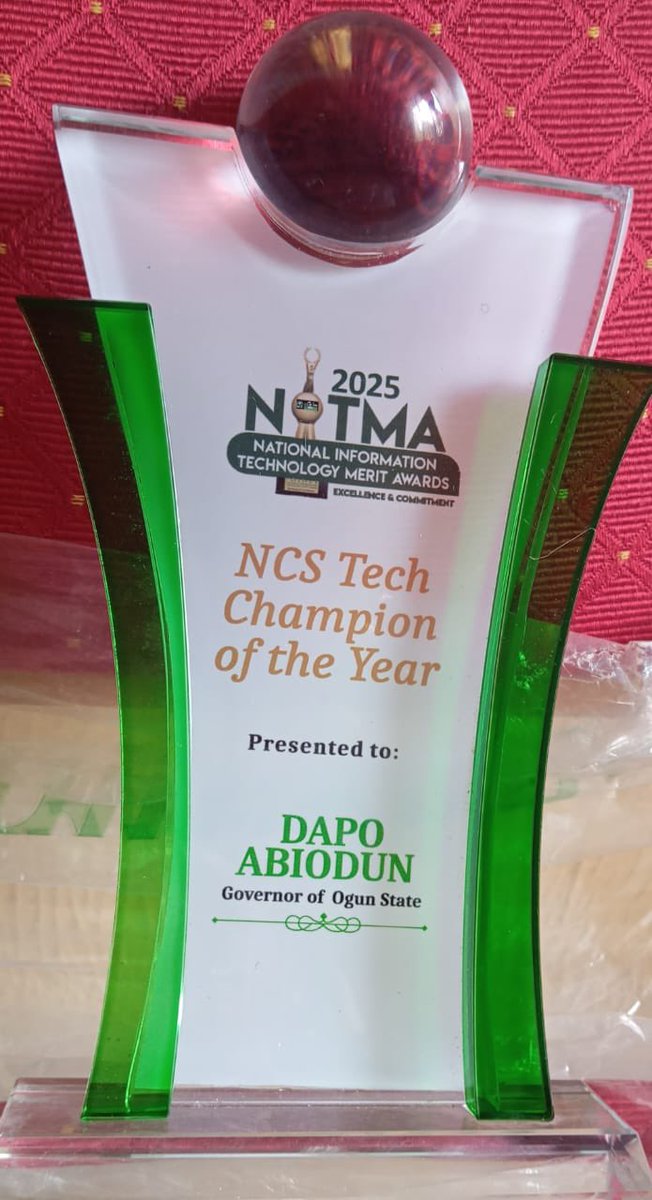 2025
NITMA
NATIONAL INFORMATION
TECHNOLOGY MERIT AWARDS
EXCELLENCE & COMMITMENT
NCS Tech
Champion
of the Year
Presented to:
DAPO
ABIODUN
Governor of Ogun State